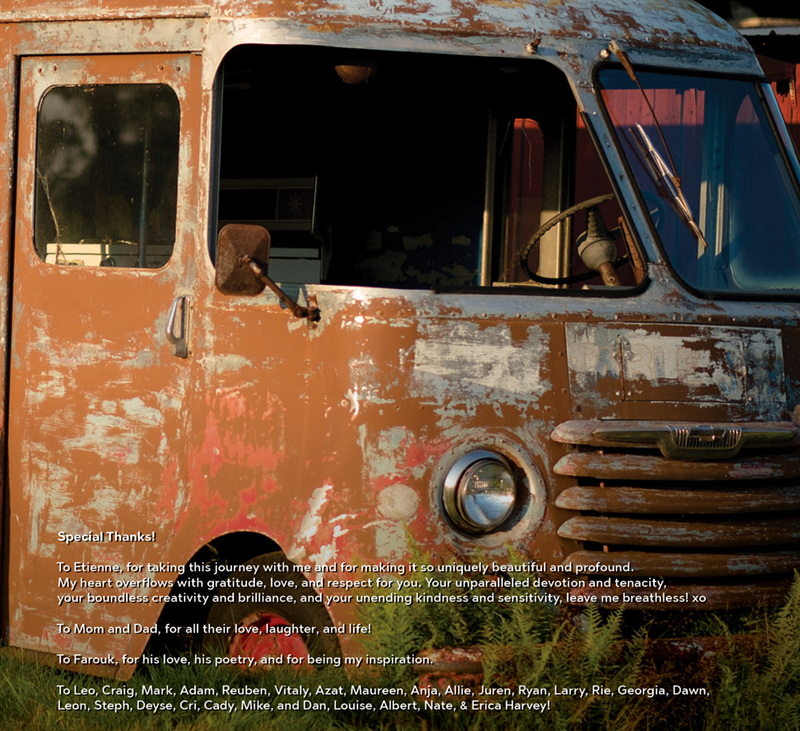 Special Thanks!
To Etienne, for taking this journey with me and for making it so uniquely beautiful and profound.
My heart overflows with gratitude, love, and respect for you. Your unparalleled devotion and tenacity,
your boundless creativity and brilliance, and your unending kindness and sensitivity, leave me breathless! xo
To Mom and Dad, for all their love, laughter, and life!
To Farouk, for his love, his poetry, and for being my inspiration.
To Leo, Craig, Mark, Adam, Reuben, Vitaly, Azat, Maureen, Anja, Allie, Juren, Ryan, Larry, Rie, Georgia, Dawn,
Leon, Steph, Deyse, Cri, Cady, Mike, and Dan, Louise, Albert, Nate, & Erica Harvey!